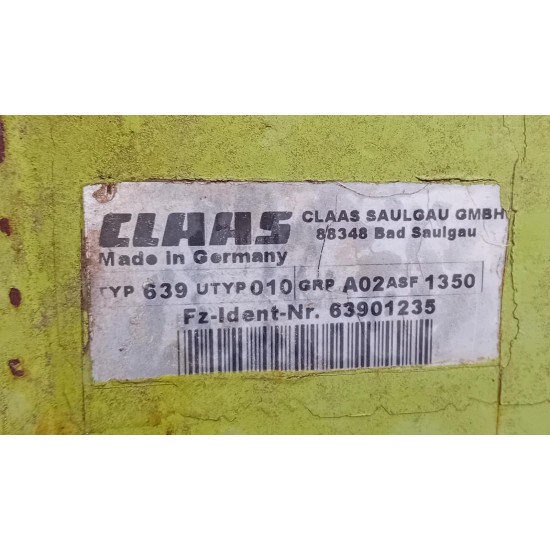 CLAAS
CLAAS SAULGAU GMBH
88348 Bad Saulgau
Made in Germany
TYP 639 UTYP 010 GRP A02 ASF 1350
Fz-Ident-Nr. 63901235